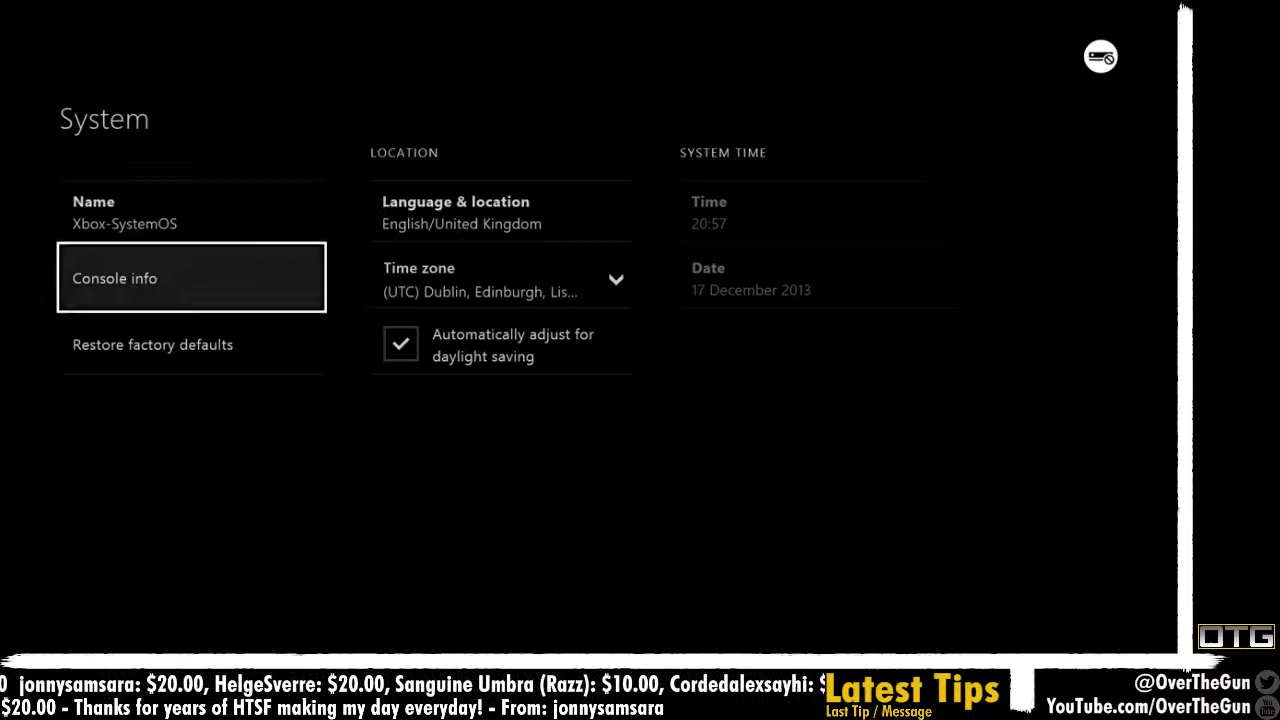 System
LOCATION
SYSTEM TIME
Name
Xbox-SystemOS
Language & location
English/United Kingdom
Time
20:57
Console info
Time zone
(UTC) Dublin, Edinburgh, Lis...
Date
17 December 2013
Restore factory defaults
Automatically adjust for
daylight saving
OTG
0 jonnysamsara: $20.00, HelgeSverre: $20.00, Sanguine Umbra (Razz): $10.00, Cordedalexsayhi: $
$20.00 - Thanks for years of HTSF making my day everyday! - From: jonnysamsara
Latest Tips
Last Tip / Message
@OverTheGun
YouTube.com/OverTheGun